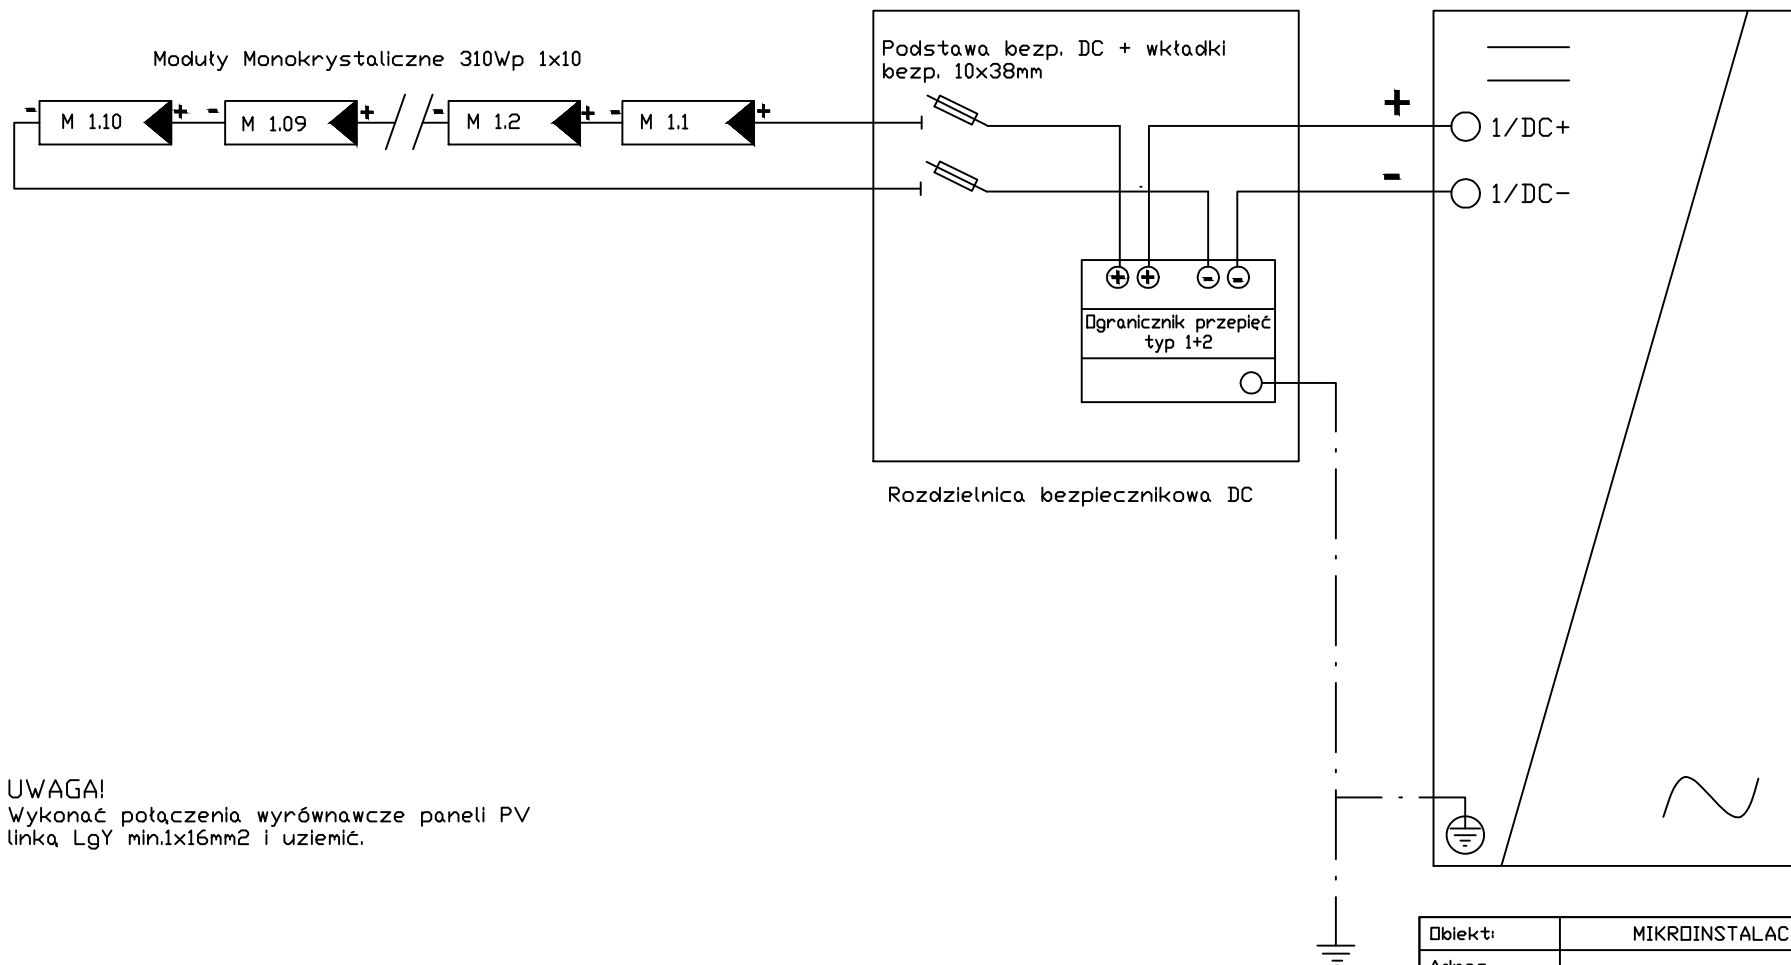 Moduły Monokrystaliczne 310Wp 1x10
- M 1.10 + - M 1.09 + - M 1.2 + - M 1.1 +
Podstawa bezp. DC + wkładki
bezp. 10x38mm
+ 1/DC+
- 1/DC-
+ + - -
Ogranicznik przepięć
typ 1+2
Rozdzielnica bezpiecznikowa DC
UWAGA!
Wykonać połączenia wyrównawcze paneli PV
linką LgY min.1x16mm2 i uziemić.
Obiekt: MIKROINSTALAC